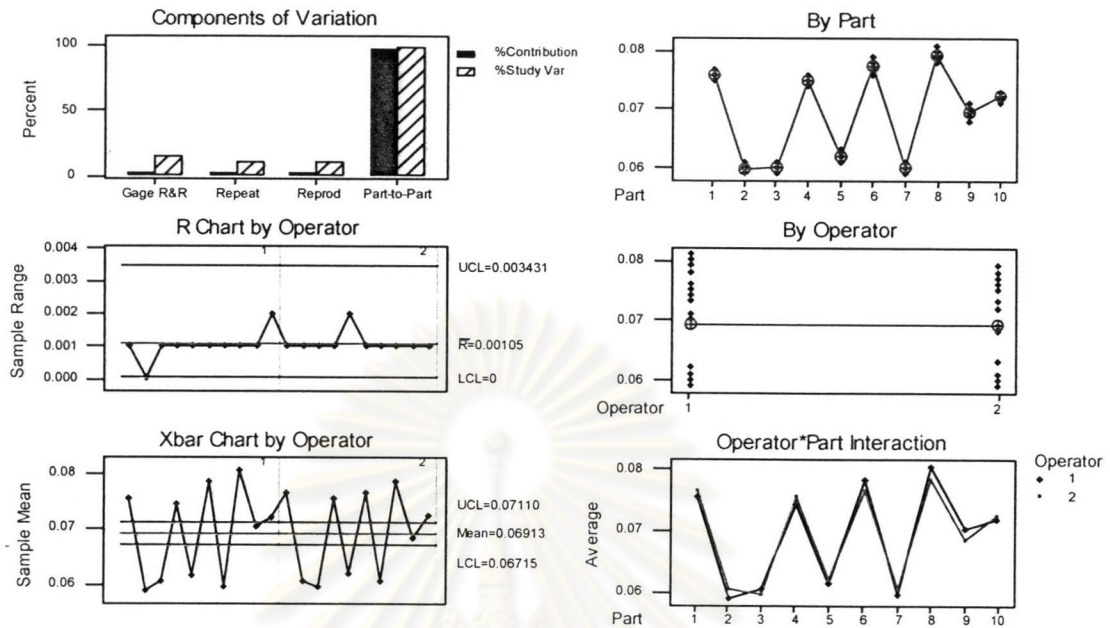 Components of Variation
100
50
0
Percent
Gage R&R Repeat Reprod Part-to-Part
%Contribution
%Study Var
By Part
0.08
0.07
0.06
Part 1 2 3 4 5 6 7 8 9 10
R Chart by Operator
0.004
0.003
0.002
0.001
0.000
Sample Range
1 2
UCL=0.003431
R=0.00105
LCL=0
By Operator
0.08
0.07
0.06
Operator 1 2
Xbar Chart by Operator
0.08
0.07
0.06
Sample Mean
1 2
UCL=0.07110
Mean=0.06913
LCL=0.06715
Operator*Part Interaction
0.08
0.07
0.06
Average
Part 1 2 3 4 5 6 7 8 9 10
Operator
1
2